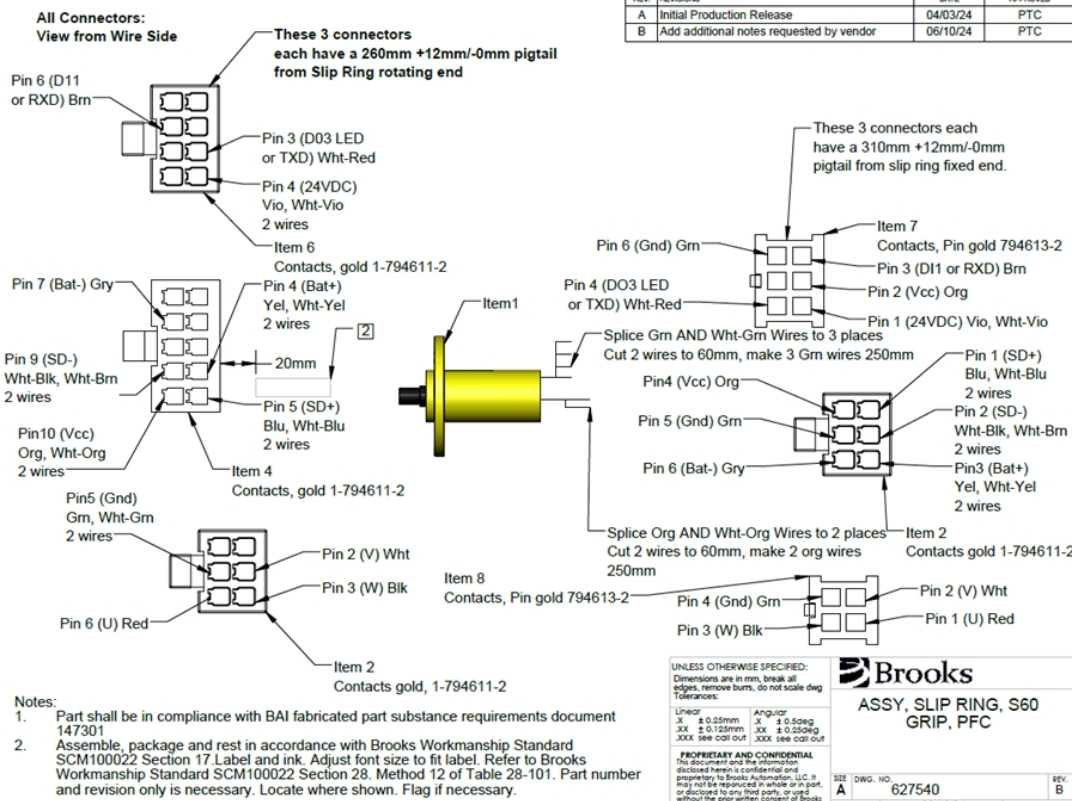 All Connectors:
View from Wire Side
These 3 connectors
each have a 260mm +12mm/-0mm pigtail
from Slip Ring rotating end
A Initial Production Release 04/03/24 PTC
B Add additional notes requested by vendor 06/10/24 PTC
Pin 6 (D11
or RXD) Brn
Pin 3 (D03 LED
or TXD) Wht-Red
Pin 4 (24VDC)
Vio, Wht-Vio
2 wires
Item 6
Contacts, gold 1-794611-2
These 3 connectors each
have a 310mm +12mm/-0mm
pigtail from slip ring fixed end.
Pin 6 (Gnd) Grn
Item 7
Contacts, Pin gold 794613-2
Pin 3 (DI1 or RXD) Brn
Pin 4 (DO3 LED
or TXD) Wht-Red
Pin 2 (Vcc) Org
Pin 1 (24VDC) Vio, Wht-Vio
Pin 7 (Bat-) Gry
Pin 4 (Bat+)
Yel, Wht-Yel
2 wires
2
20mm
Pin 9 (SD-)
Wht-Blk, Wht-Brn
2 wires
Pin 5 (SD+)
Blu, Wht-Blu
2 wires
Pin10 (Vcc)
Org, Wht-Org
2 wires
Item 4
Contacts, gold 1-794611-2
Item1
Splice Grn AND Wht-Grn Wires to 3 places
Cut 2 wires to 60mm, make 3 Grn wires 250mm
Pin4 (Vcc) Org
Pin 5 (Gnd) Grn
Pin 6 (Bat-) Gry
Pin 1 (SD+)
Blu, Wht-Blu
2 wires
Pin 2 (SD-)
Wht-Blk, Wht-Brn
2 wires
Pin3 (Bat+)
Yel, Wht-Yel
2 wires
Item 2
Contacts gold 1-794611-2
Splice Org AND Wht-Org Wires to 2 places
Cut 2 wires to 60mm, make 2 org wires
250mm
Pin5 (Gnd)
Grn, Wht-Grn
2 wires
Pin 2 (V) Wht
Pin 3 (W) Blk
Pin 6 (U) Red
Item 2
Contacts gold, 1-794611-2
Item 8
Contacts, Pin gold 794613-2
Pin 4 (Gnd) Grn
Pin 3 (W) Blk
Pin 2 (V) Wht
Pin 1 (U) Red
Notes:
1. Part shall be in compliance with BAI fabricated part substance requirements document
147301
2. Assemble, package and rest in accordance with Brooks Workmanship Standard
SCM100022 Section 17.Label and ink. Adjust font size to fit label. Refer to Brooks
Workmanship Standard SCM100022 Section 28. Method 12 of Table 28-101. Part number
and revision only is necessary. Locate where shown. Flag if necessary.
UNLESS OTHERWISE SPECIFIED:
Dimensions are in mm, break all
edges, remove burrs, do not scale dwg
Tolerances:
Linear Angular
.X ± 0.25mm .X ± 0.5deg
.XX ± 0.125mm .XX ± 0.25deg
.XXX see call out .XXX see call out
PROPRIETARY AND CONFIDENTIAL
This document and the information
disclosed herein is confidential and
proprietary to Brooks Automation, LLC. It
may not be reporuced in whole or in part,
or disclosed to any third party, or used
without the prior written consent of Brooks
Brooks
ASSY, SLIP RING, S60
GRIP, PFC
SIZE DWG. NO. REV.
A 627540 B